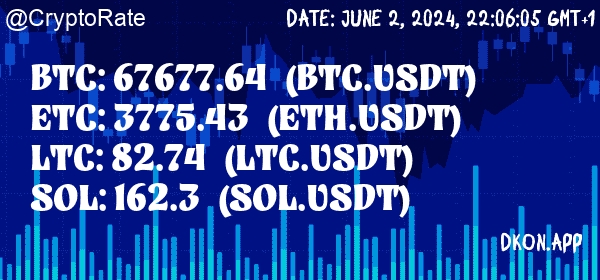 @CryptoRate
DATE: JUNE 2, 2024, 22:06:05 GMT+1
BTC: 67677.64 (BTC.USDT)
ETC: 3775.43 (ETH.USDT)
LTC: 82.74 (LTC.USDT)
SOL: 162.3 (SOL.USDT)
DKON.APP